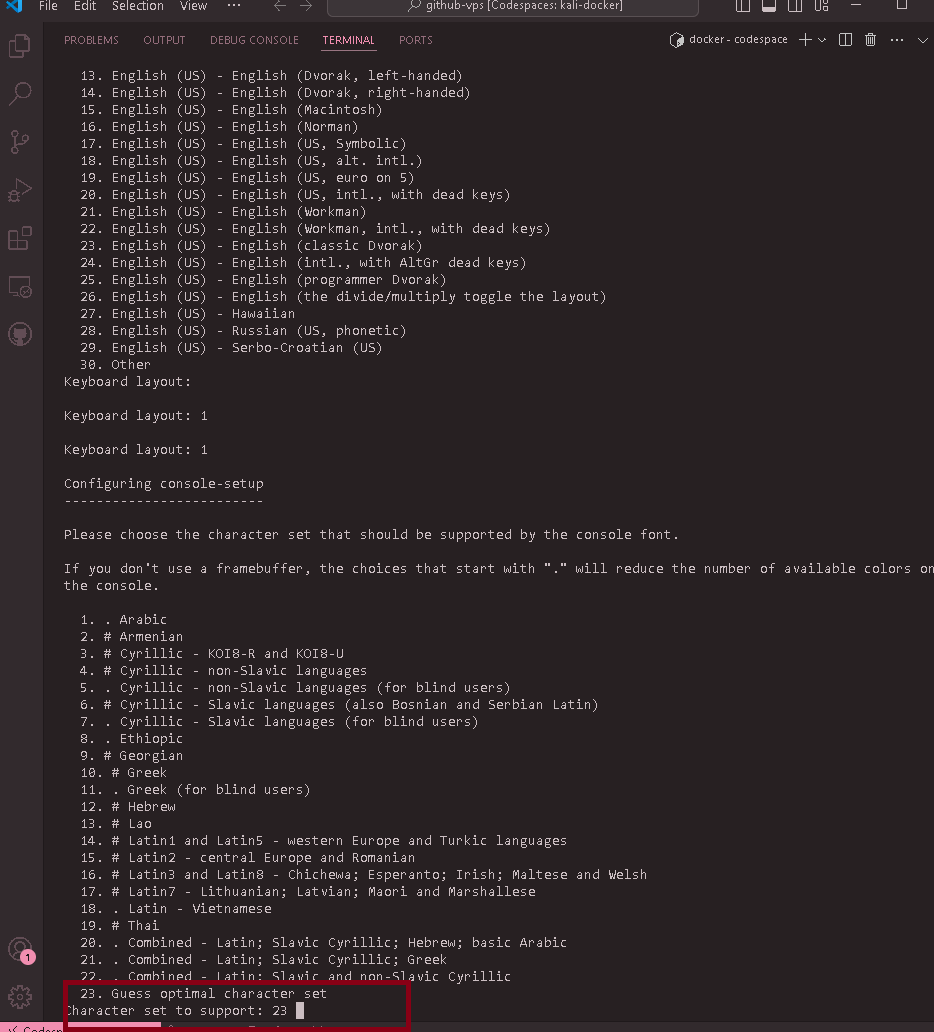 File Edit Selection View ··· github-vps [Codespaces: kali-docker]
PROBLEMS OUTPUT DEBUG CONSOLE TERMINAL PORTS docker - codespace
13. English (US) - English (Dvorak, left-handed)
14. English (US) - English (Dvorak, right-handed)
15. English (US) - English (Macintosh)
16. English (US) - English (Norman)
17. English (US) - English (US, Symbolic)
18. English (US) - English (US, alt. intl.)
19. English (US) - English (US, euro on 5)
20. English (US) - English (US, intl., with dead keys)
21. English (US) - English (Workman)
22. English (US) - English (Workman, intl., with dead keys)
23. English (US) - English (classic Dvorak)
24. English (US) - English (intl., with AltGr dead keys)
25. English (US) - English (programmer Dvorak)
26. English (US) - English (the divide/multiply toggle the layout)
27. English (US) - Hawaiian
28. English (US) - Russian (US, phonetic)
29. English (US) - Serbo-Croatian (US)
30. Other
Keyboard layout:
Keyboard layout: 1
Keyboard layout: 1
Configuring console-setup
-------------------------
Please choose the character set that should be supported by the console font.
If you don't use a framebuffer, the choices that start with "." will reduce the number of available colors on
the console.
1. . Arabic
2. # Armenian
3. # Cyrillic - KOI8-R and KOI8-U
4. # Cyrillic - non-Slavic languages
5. . Cyrillic - non-Slavic languages (for blind users)
6. # Cyrillic - Slavic languages (also Bosnian and Serbian Latin)
7. . Cyrillic - Slavic languages (for blind users)
8. . Ethiopic
9. # Georgian
10. # Greek
11. . Greek (for blind users)
12. # Hebrew
13. # Lao
14. # Latin1 and Latin5 - western Europe and Turkic languages
15. # Latin2 - central Europe and Romanian
16. # Latin3 and Latin8 - Chichewa; Esperanto; Irish; Maltese and Welsh
17. # Latin7 - Lithuanian; Latvian; Maori and Marshallese
18. . Latin - Vietnamese
19. # Thai
20. . Combined - Latin; Slavic Cyrillic; Hebrew; basic Arabic
21. . Combined - Latin; Slavic Cyrillic; Greek
22. . Combined - Latin; Slavic and non-Slavic Cyrillic
23. Guess optimal character set
Character set to support: 23
1